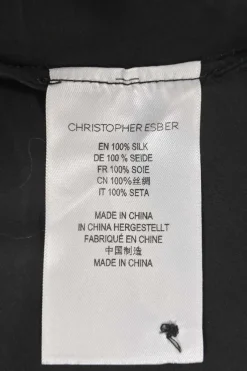 CHRISTOPHER ESBER
EN 100% SILK
DE 100 % SEIDE
FR 100% SOIE
CN 100%丝绸
IT 100% SETA
MADE IN CHINA
IN CHINA HERGESTELLT
FABRIQUÉ EN CHINE
中国制造
MADE IN CHINA